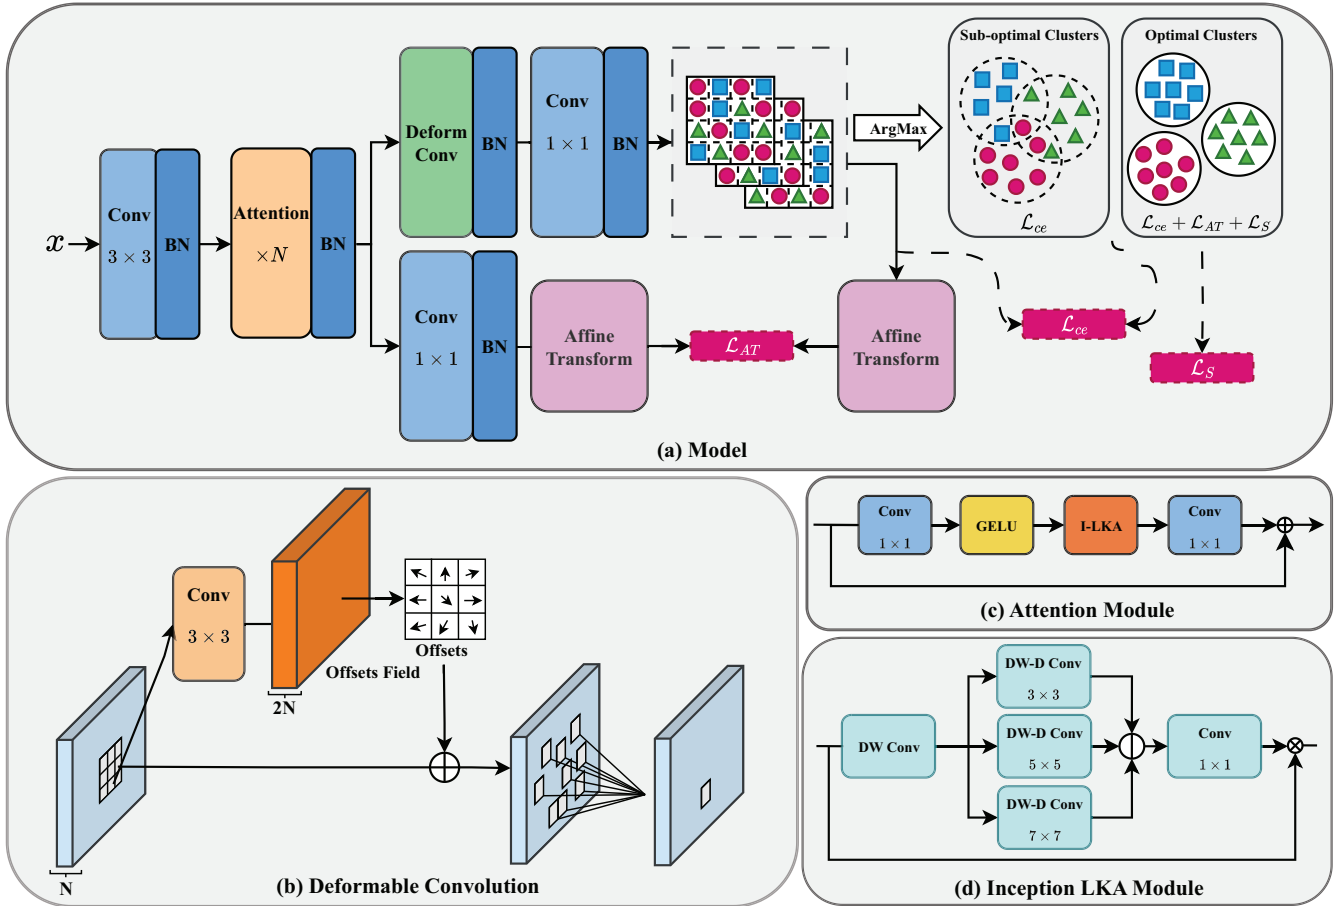 Sub-optimal Clusters
Optimal Clusters
Deform
Conv
BN
Conv
1 × 1
BN
ArgMax
x
Conv
3 × 3
BN
Attention
×N
BN
ℒce
ℒce + ℒAT + ℒS
Conv
1 × 1
BN
Affine
Transform
ℒAT
Affine
Transform
ℒce
ℒS
(a) Model
Conv
3 × 3
Offsets
Offsets Field
2N
N
(b) Deformable Convolution
Conv
1 × 1
GELU
I-LKA
Conv
1 × 1
(c) Attention Module
DW Conv
DW-D Conv
3 × 3
DW-D Conv
5 × 5
DW-D Conv
7 × 7
Conv
1 × 1
(d) Inception LKA Module